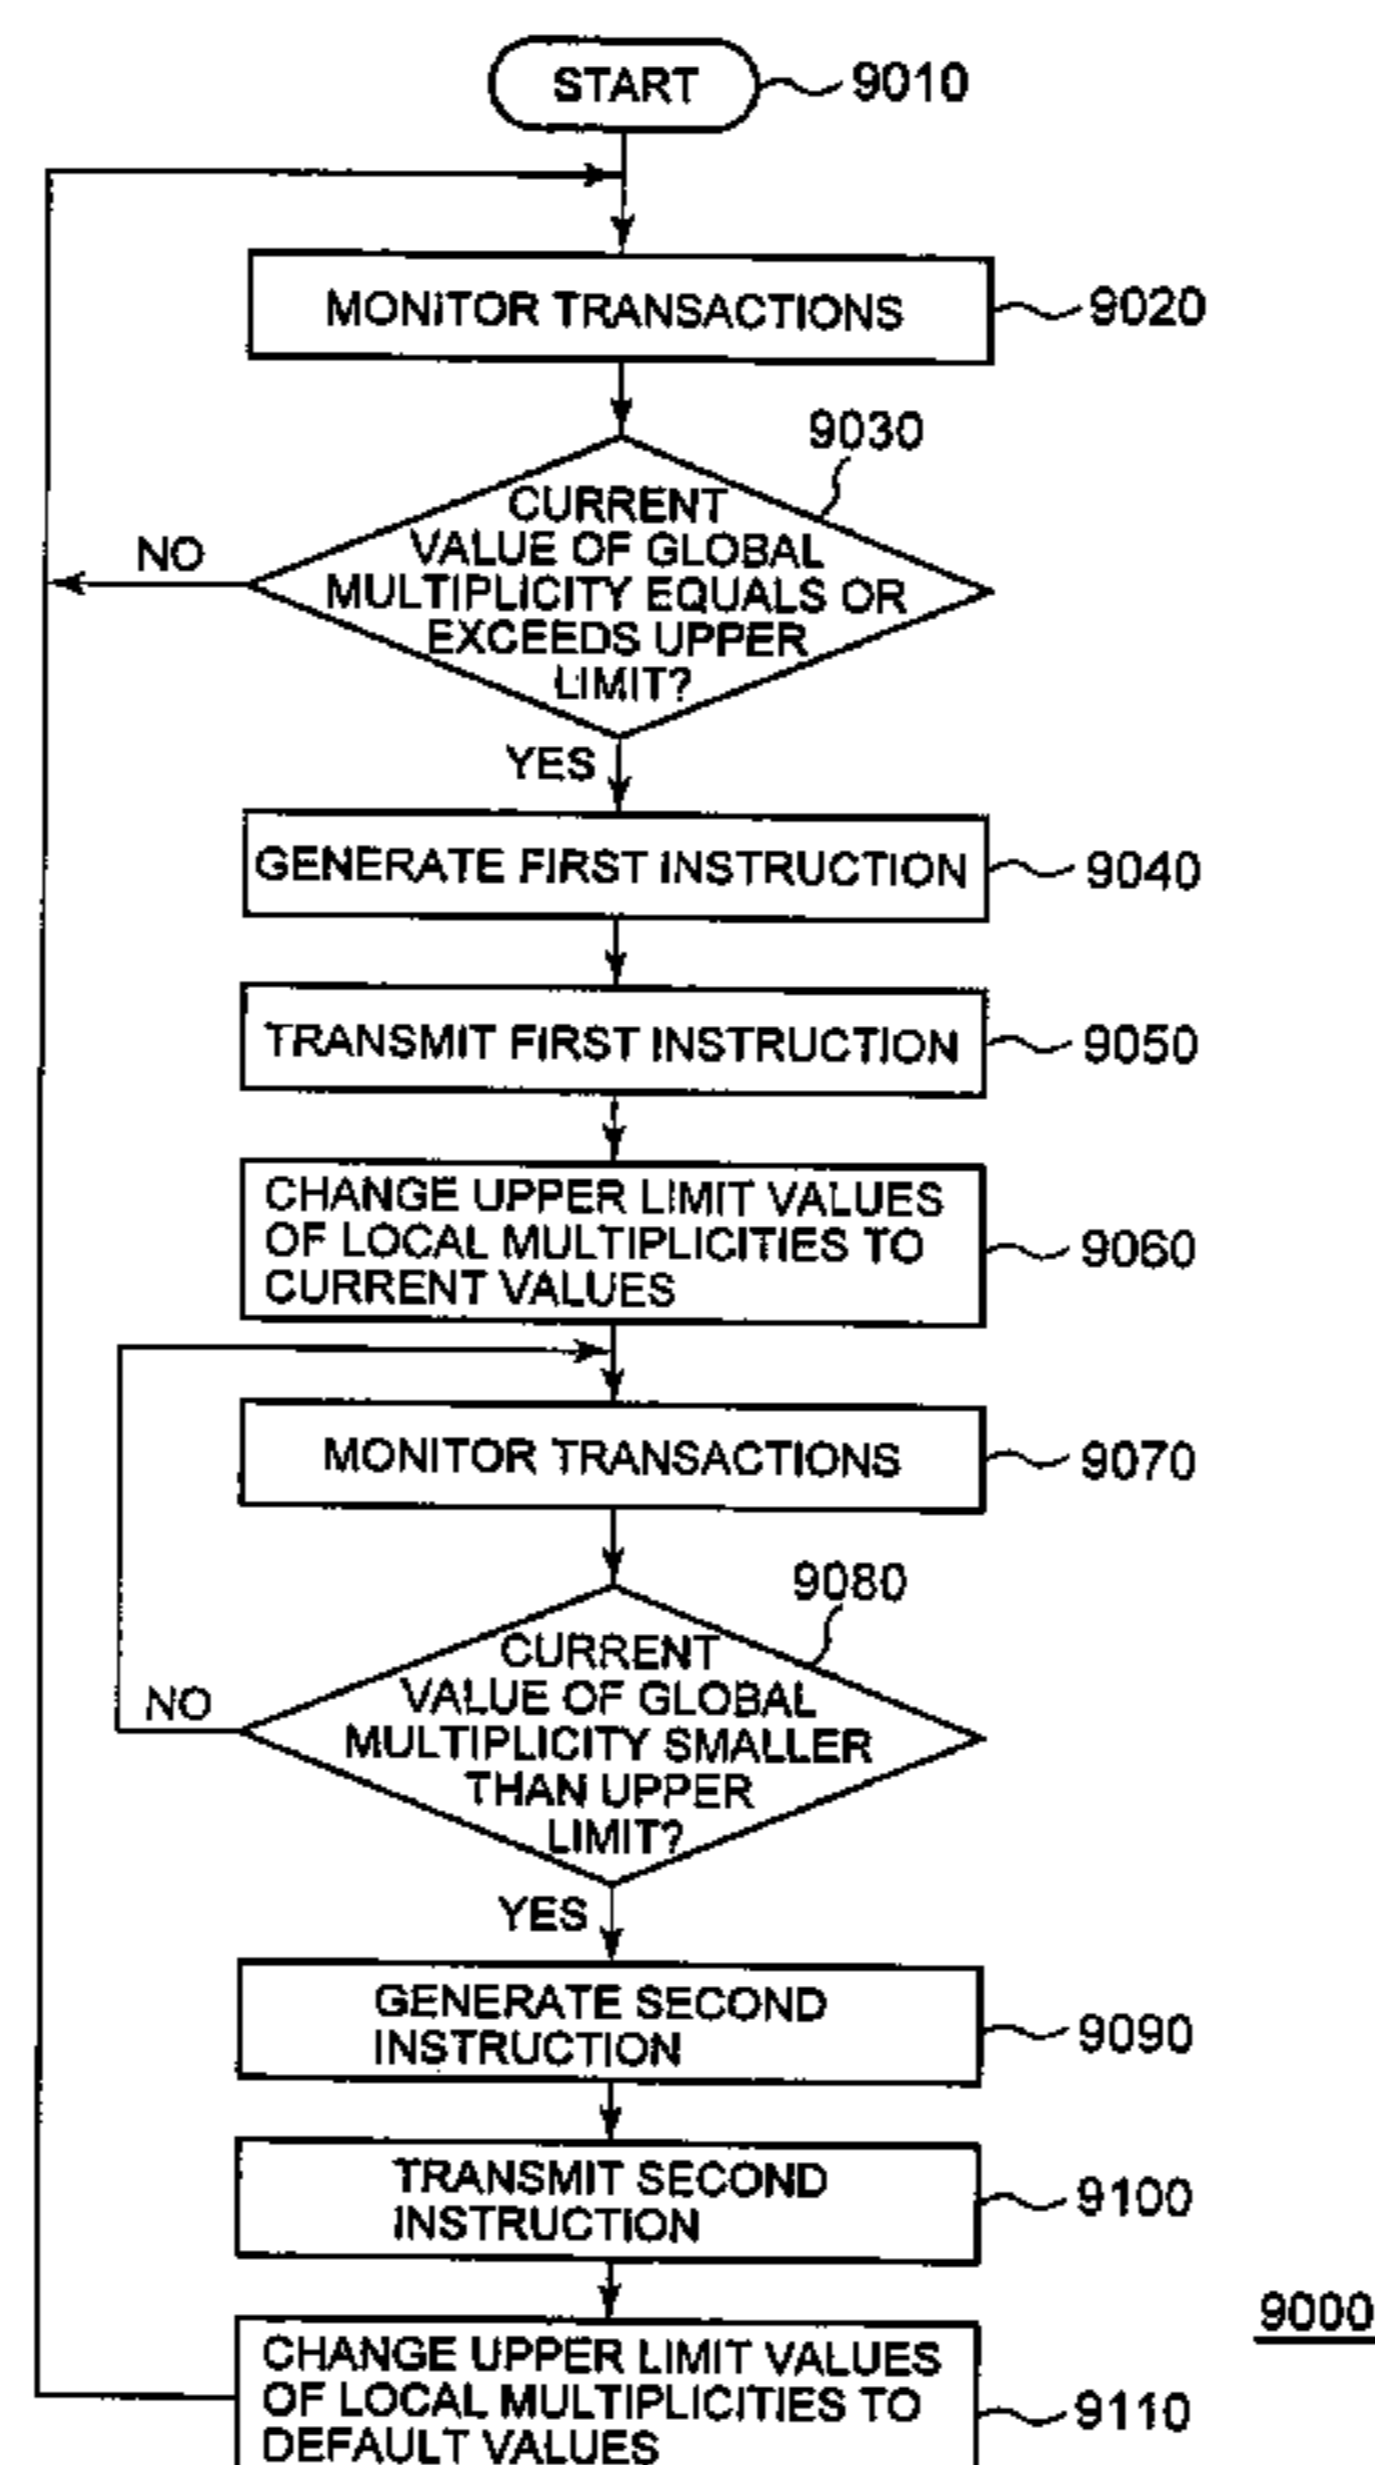 START
9010
MONITOR TRANSACTIONS
9020
9030
CURRENT
VALUE OF GLOBAL
MULTIPLICITY EQUALS OR
EXCEEDS UPPER
LIMIT?
NO
YES
GENERATE FIRST INSTRUCTION
9040
TRANSMIT FIRST INSTRUCTION
9050
CHANGE UPPER LIMIT VALUES
OF LOCAL MULTIPLICITIES TO
CURRENT VALUES
9060
MONITOR TRANSACTIONS
9070
9080
CURRENT
VALUE OF GLOBAL
MULTIPLICITY SMALLER
THAN UPPER
LIMIT?
NO
YES
GENERATE SECOND
INSTRUCTION
9090
TRANSMIT SECOND
INSTRUCTION
9100
9000
CHANGE UPPER LIMIT VALUES
OF LOCAL MULTIPLICITIES TO
DEFAULT VALUES
9110